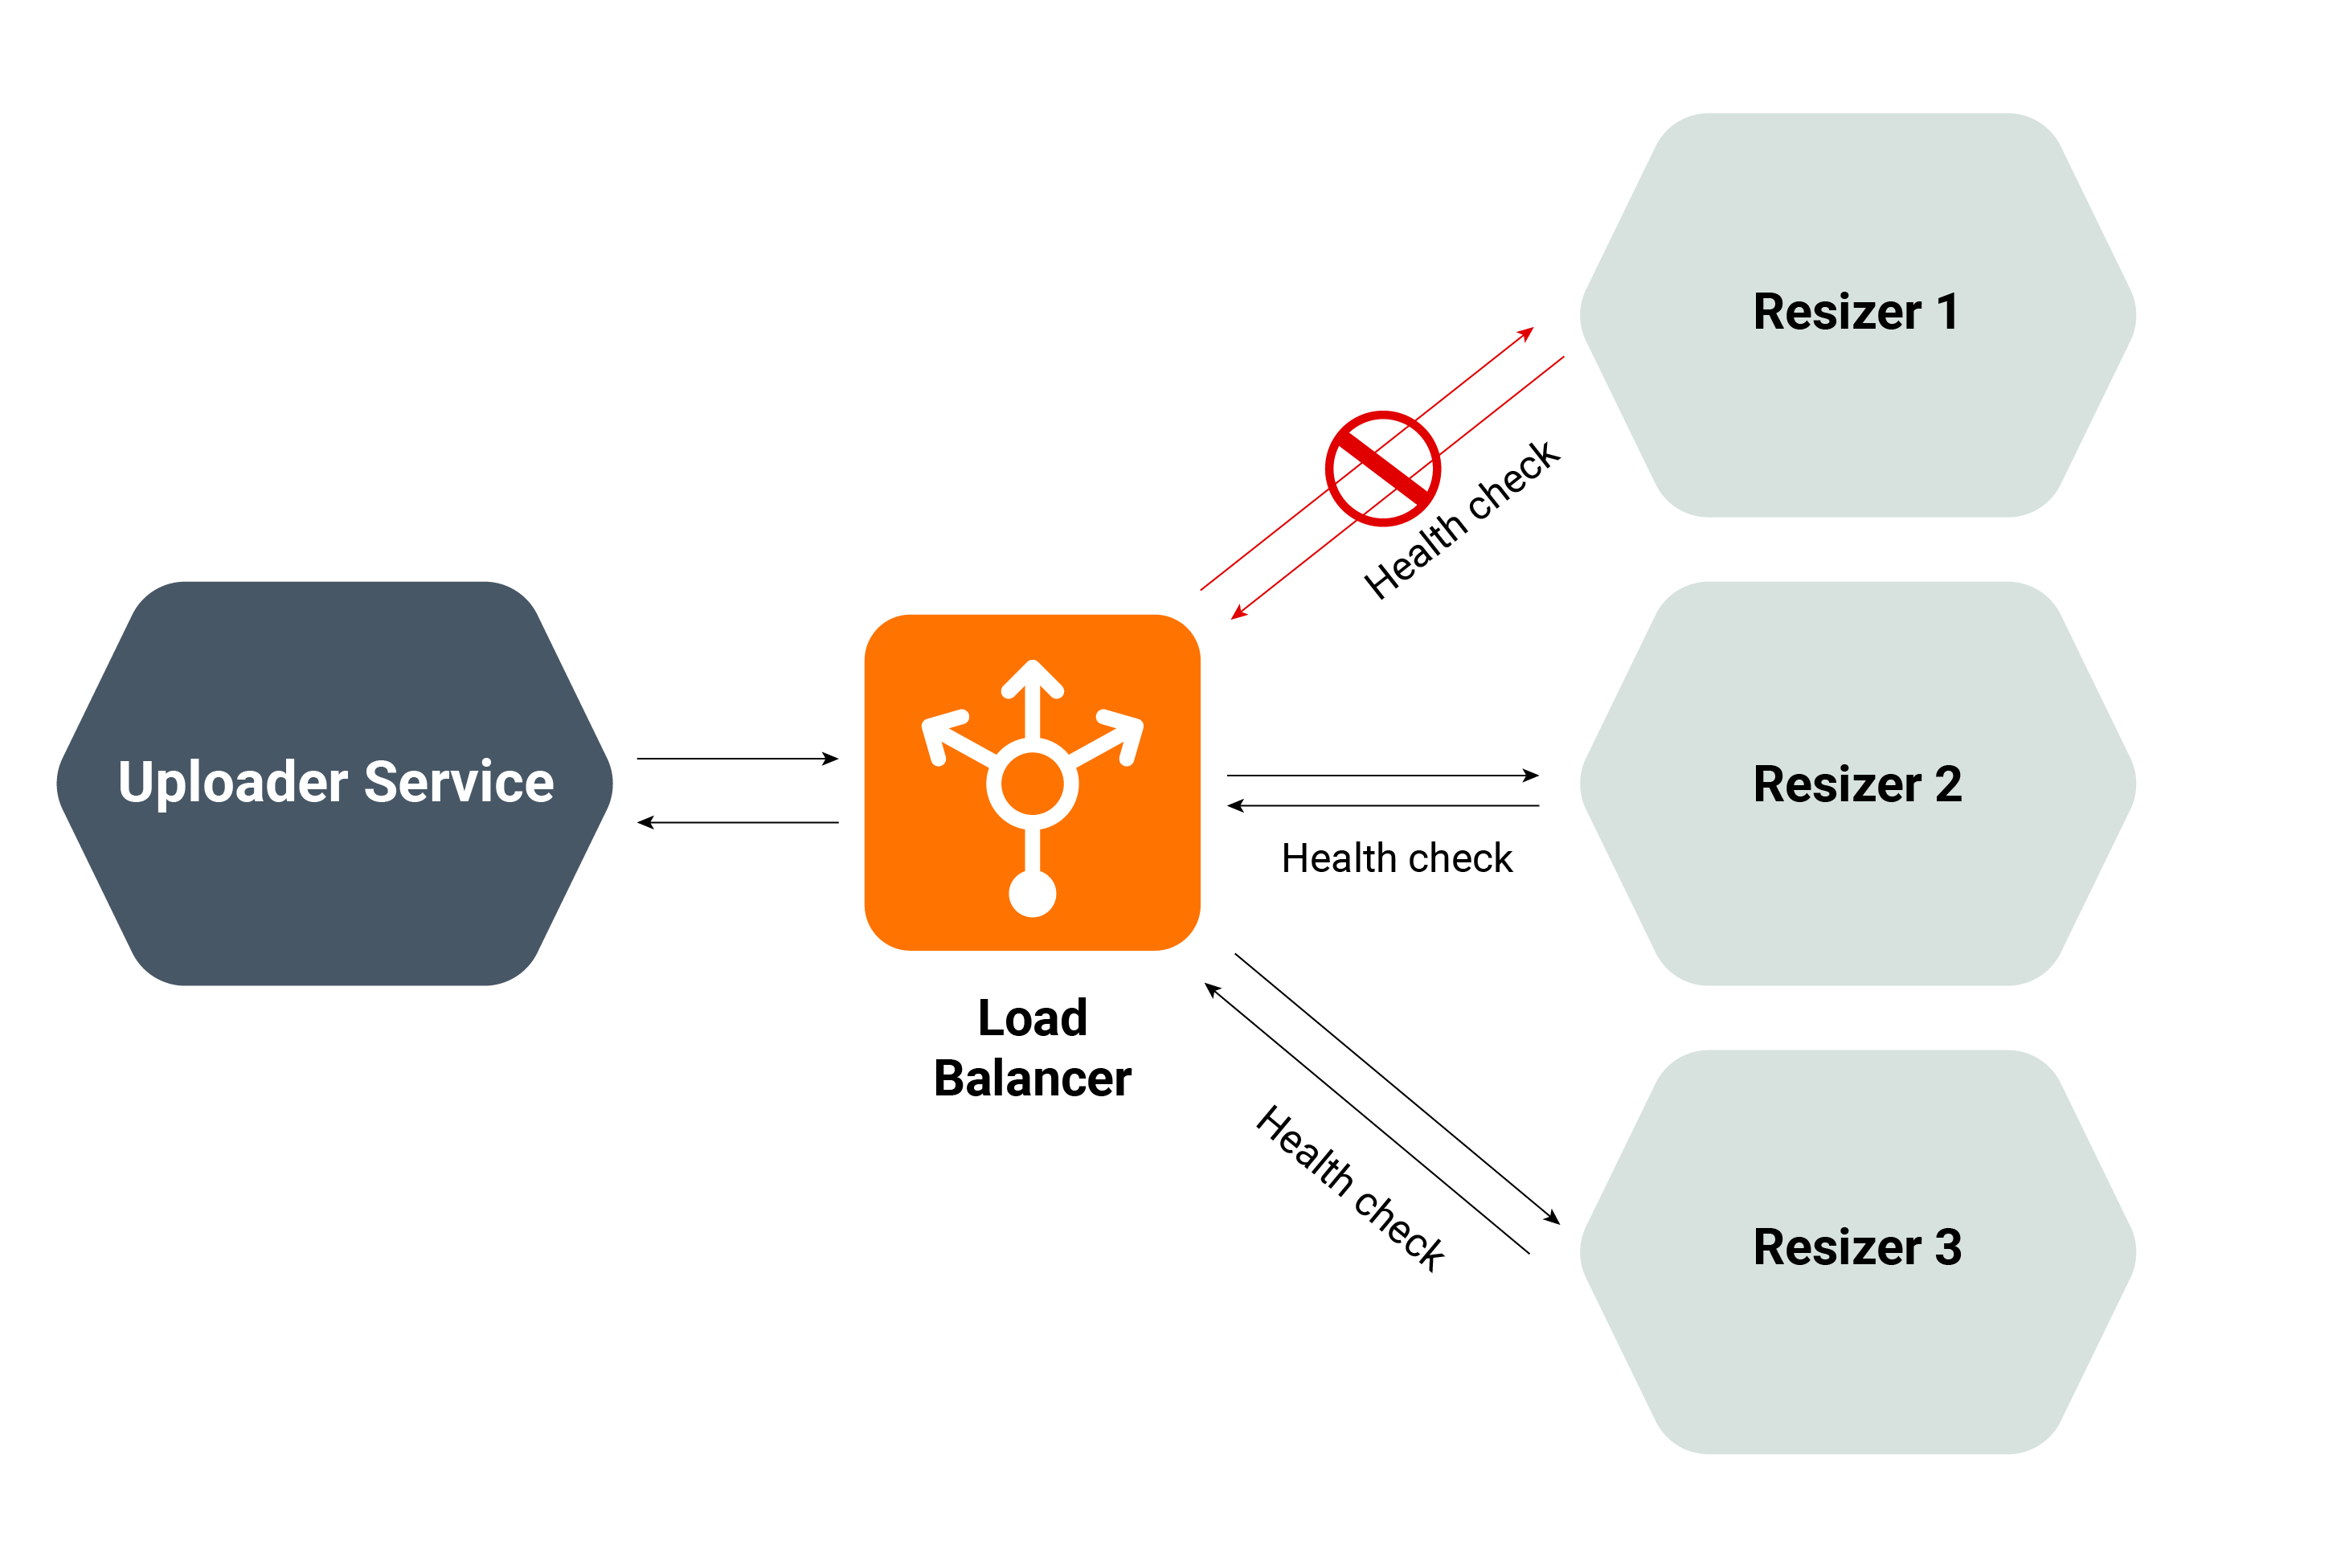 Uploader Service
Load
Balancer
Health check
Health check
Health check
Resizer 1
Resizer 2
Resizer 3